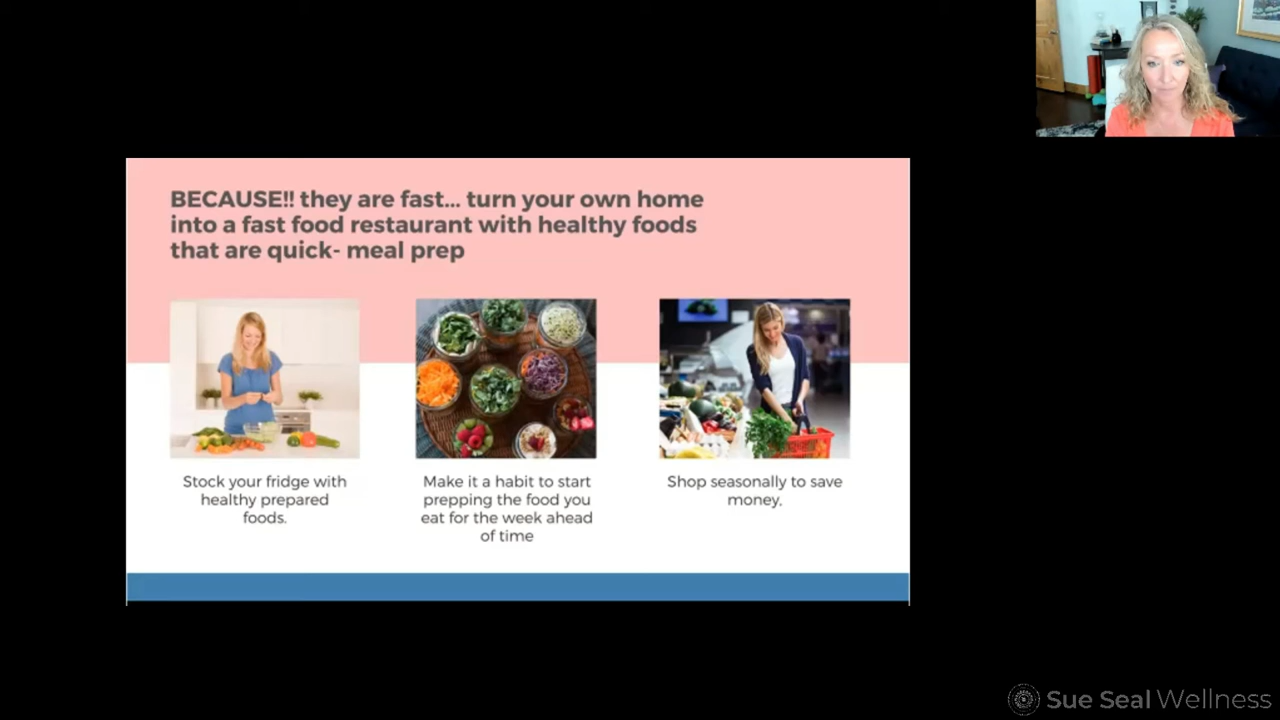 BECAUSE!! they are fast... turn your own home
into a fast food restaurant with healthy foods
that are quick- meal prep
Stock your fridge with
healthy prepared
foods.
Make it a habit to start
prepping the food you
eat for the week ahead
of time
Shop seasonally to save
money,
Sue Seal Wellness